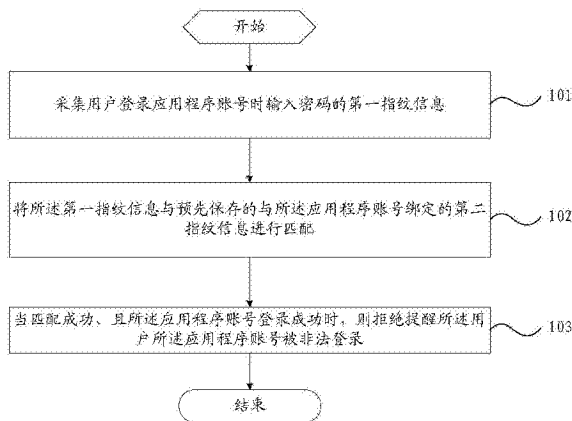 开始
采集用户登录应用程序账号时输入密码的第一指纹信息
101
将所述第一指纹信息与预先保存的与所述应用程序账号绑定的第二
指纹信息进行匹配
102
当匹配成功、且所述应用程序账号登录成功时，则拒绝提醒所述用
户所述应用程序账号被非法登录
103
结束